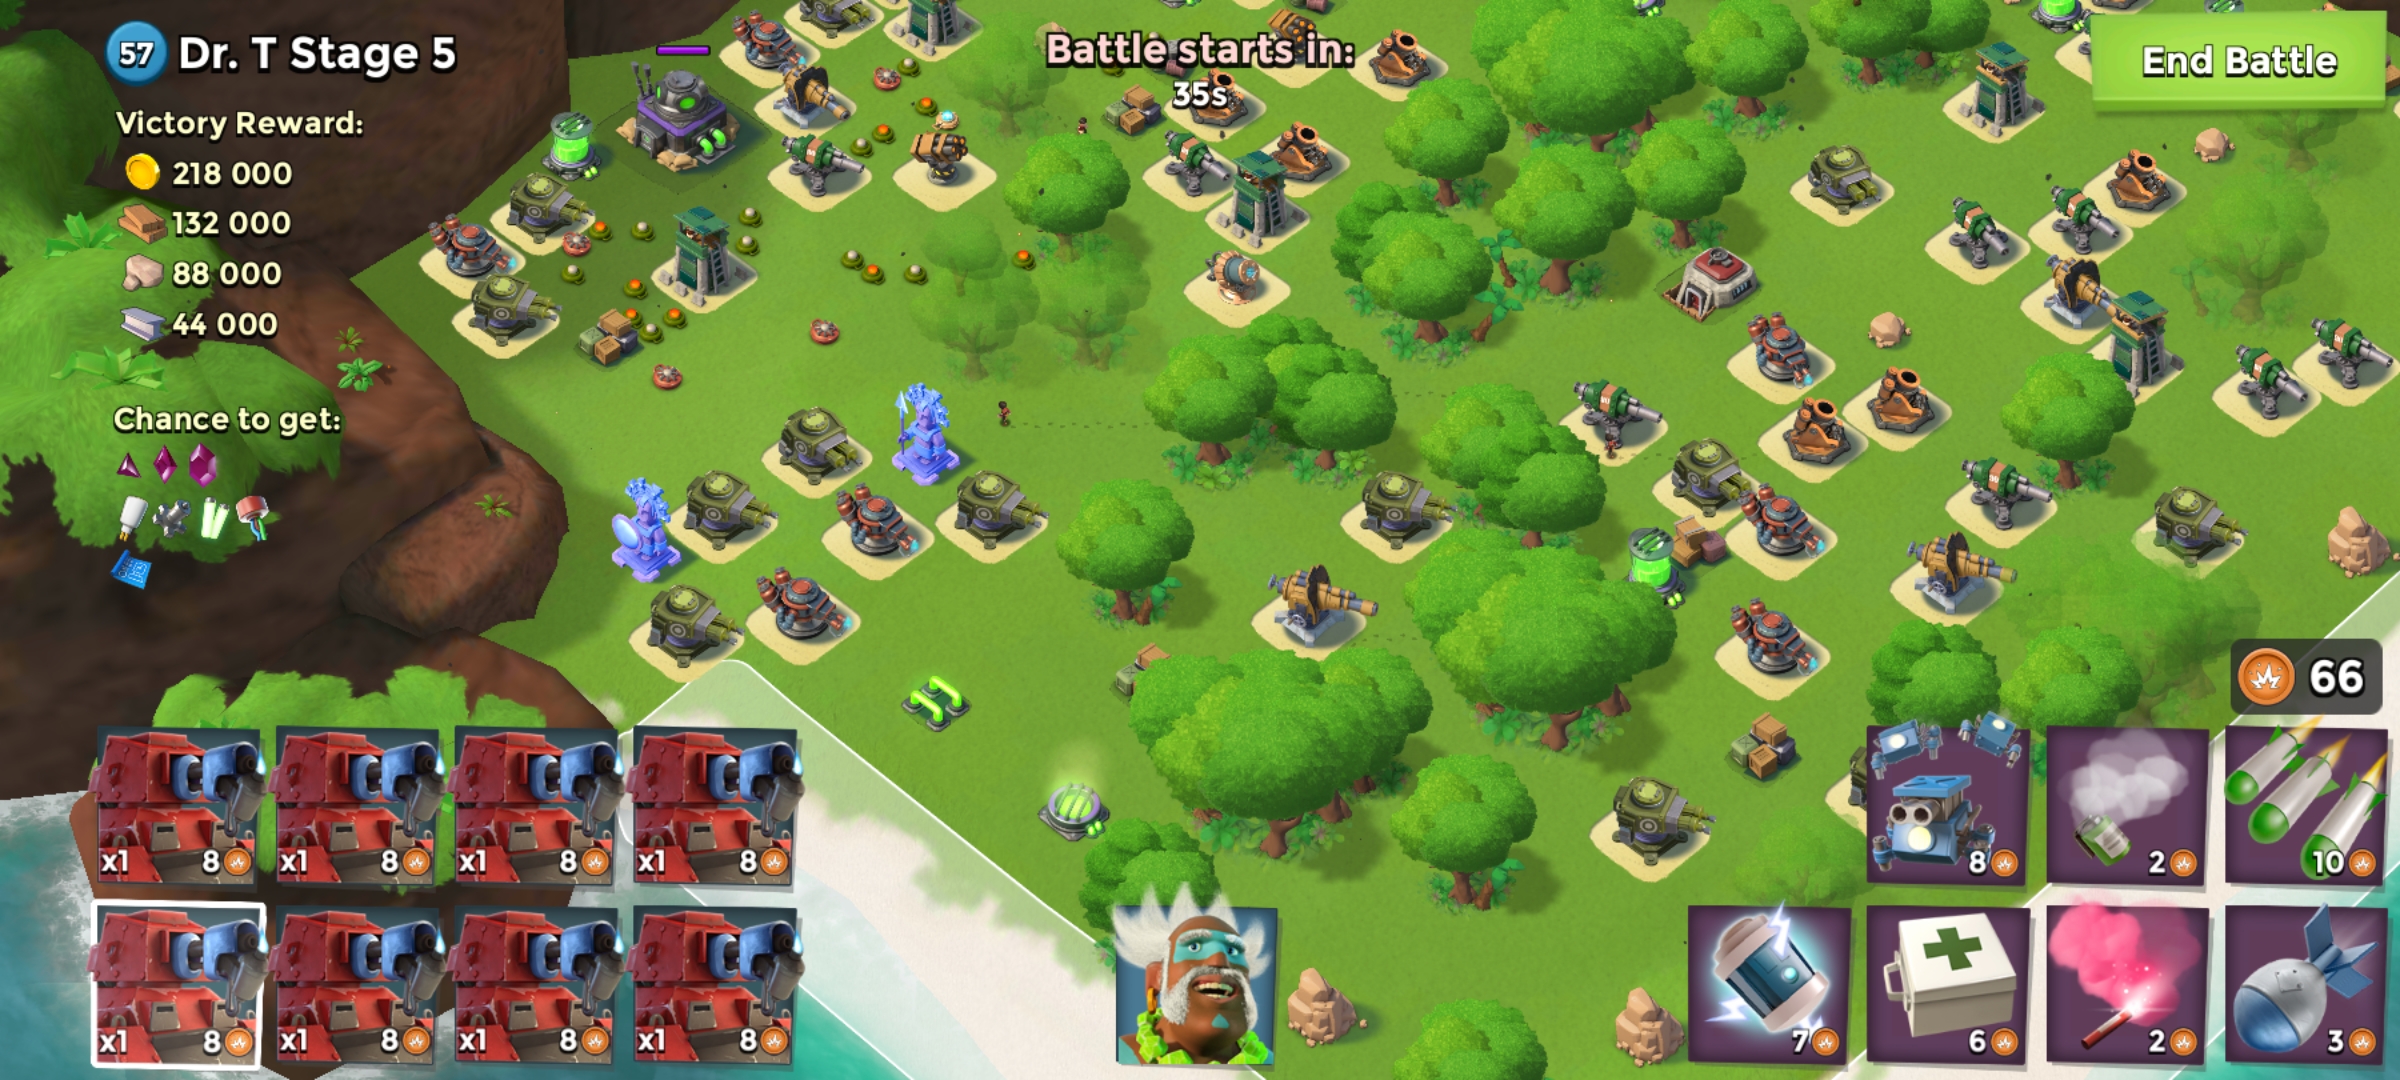 57 Dr. T Stage 5
Battle starts in:
35s
End Battle
Victory Reward:
218 000
132 000
88 000
44 000
Chance to get:
66
x1 8
x1 8
x1 8
x1 8
8
2
10
x1 8
x1 8
x1 8
x1 8
7
6
2
3